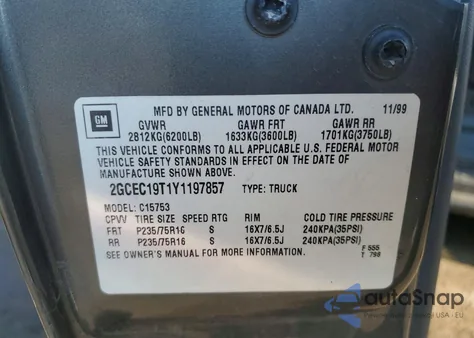 GM
MFD. BY GENERAL MOTORS OF CANADA LTD. 11/99
GVWR GAWR FRT GAWR RR
2812KG(6200LB) 1633KG(3600LB) 1701KG(3750LB)
THIS VEHICLE CONFORMS TO ALL APPLICABLE U.S. FEDERAL MOTOR
VEHICLE SAFETY STANDARDS IN EFFECT ON THE DATE OF
MANUFACTURE SHOWN ABOVE.
2GCEC19T1Y1197857 TYPE: TRUCK
MODEL: C15753
CPVV TIRE SIZE SPEED RTG RIM COLD TIRE PRESSURE
FRT P235/75R16 S 16X7/6.5J 240KPA(35PSI)
RR P235/75R16 S 16X7/6.5J 240KPA(35PSI)
SEE OWNER'S MANUAL FOR MORE INFORMATION.
F 555
T 798
autoSnap